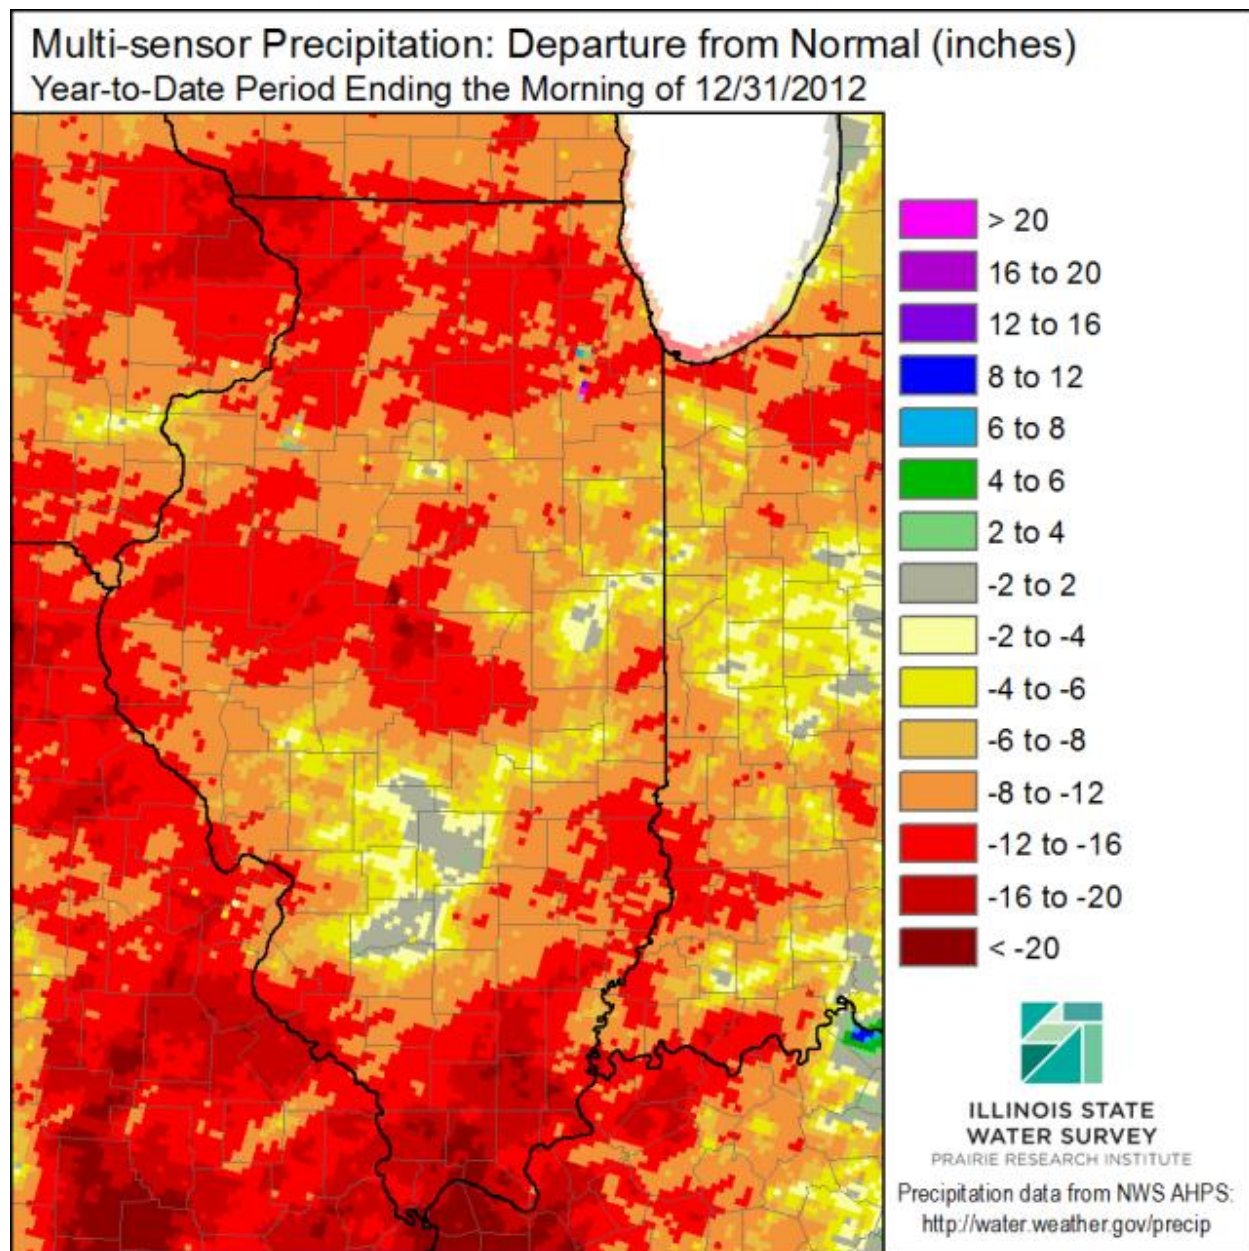 Multi-sensor Precipitation: Departure from Normal (inches)
Year-to-Date Period Ending the Morning of 12/31/2012
> 20
16 to 20
12 to 16
8 to 12
6 to 8
4 to 6
2 to 4
-2 to 2
-2 to -4
-4 to -6
-6 to -8
-8 to -12
-12 to -16
-16 to -20
< -20
ILLINOIS STATE
WATER SURVEY
PRAIRIE RESEARCH INSTITUTE
Precipitation data from NWS AHPS:
http://water.weather.gov/precip